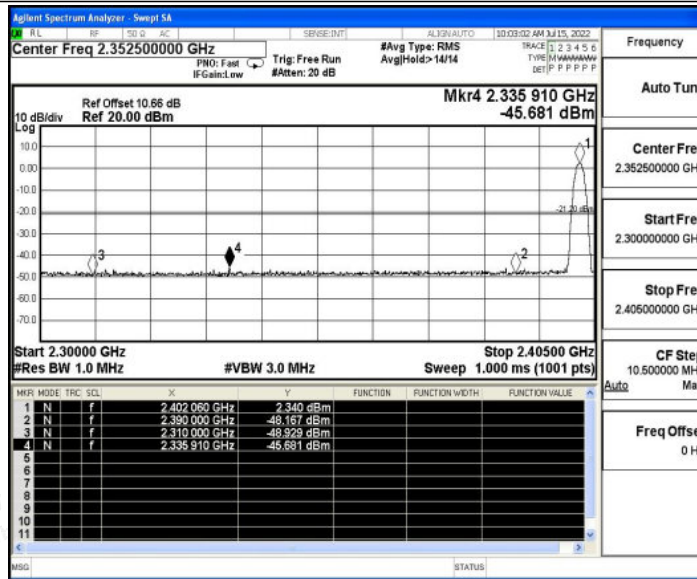 Agilent Spectrum Analyzer - Swept SA
RL RF 50 Ω AC SENSE:INT ALIGN AUTO 10:03:02 AM Jul 15, 2022
Center Freq 2.352500000 GHz
PNO: Fast
IFGain:Low
Trig: Free Run
#Atten: 20 dB
#Avg Type: RMS
Avg|Hold>14/14
TRACE 1 2 3 4 5 6
TYPE M WWWWW
DET P P P P P P
Ref Offset 10.66 dB
10 dB/div Ref 20.00 dBm
Log
Mkr4 2.335 910 GHz
-45.681 dBm
10.0
0.00
-10.0
-20.0
-30.0
-40.0
-50.0
-60.0
-70.0
1
-21.20 dBm
2
3
4
Start 2.30000 GHz Stop 2.40500 GHz
#Res BW 1.0 MHz #VBW 3.0 MHz Sweep 1.000 ms (1001 pts)
MKR MODE TRC SCL X Y FUNCTION FUNCTION WIDTH FUNCTION VALUE
1 N f 2.402 060 GHz 2.340 dBm
2 N f 2.390 000 GHz -48.167 dBm
3 N f 2.310 000 GHz -48.929 dBm
4 N f 2.335 910 GHz -45.681 dBm
5
6
7
8
9
10
11
MSG STATUS
Frequency
Auto Tun
Center Fre
2.352500000 GH
Start Fre
2.300000000 GH
Stop Fre
2.405000000 GH
CF Ste
10.500000 MH
Auto Ma
Freq Offse
0 H